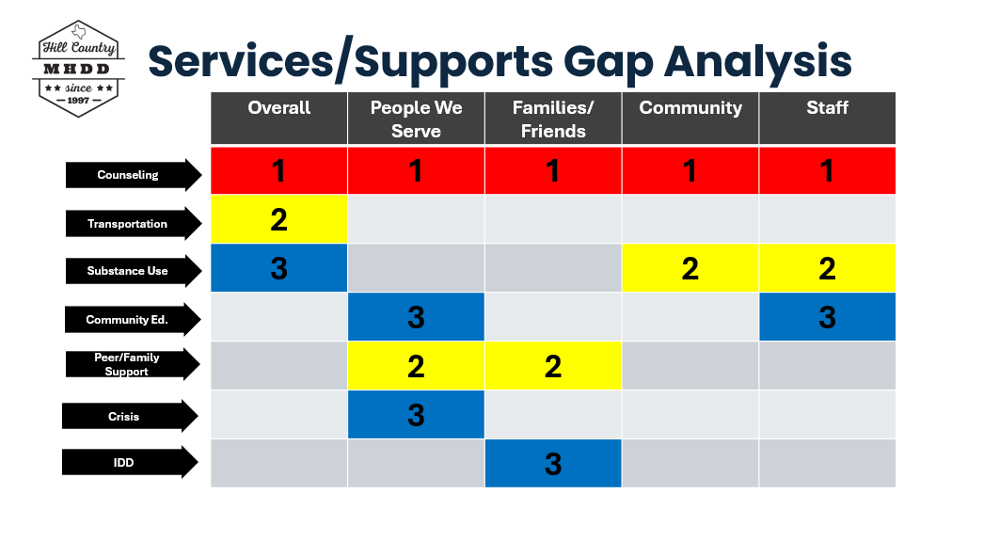 Hill Country
MHDD
since
1997
Services/Supports Gap Analysis
Overall
People We
Serve
Families/
Friends
Community
Staff
Counseling
1
1
1
1
1
Transportation
2
Substance Use
3
2
2
Community Ed.
3
3
Peer/Family
Support
2
2
Crisis
3
IDD
3